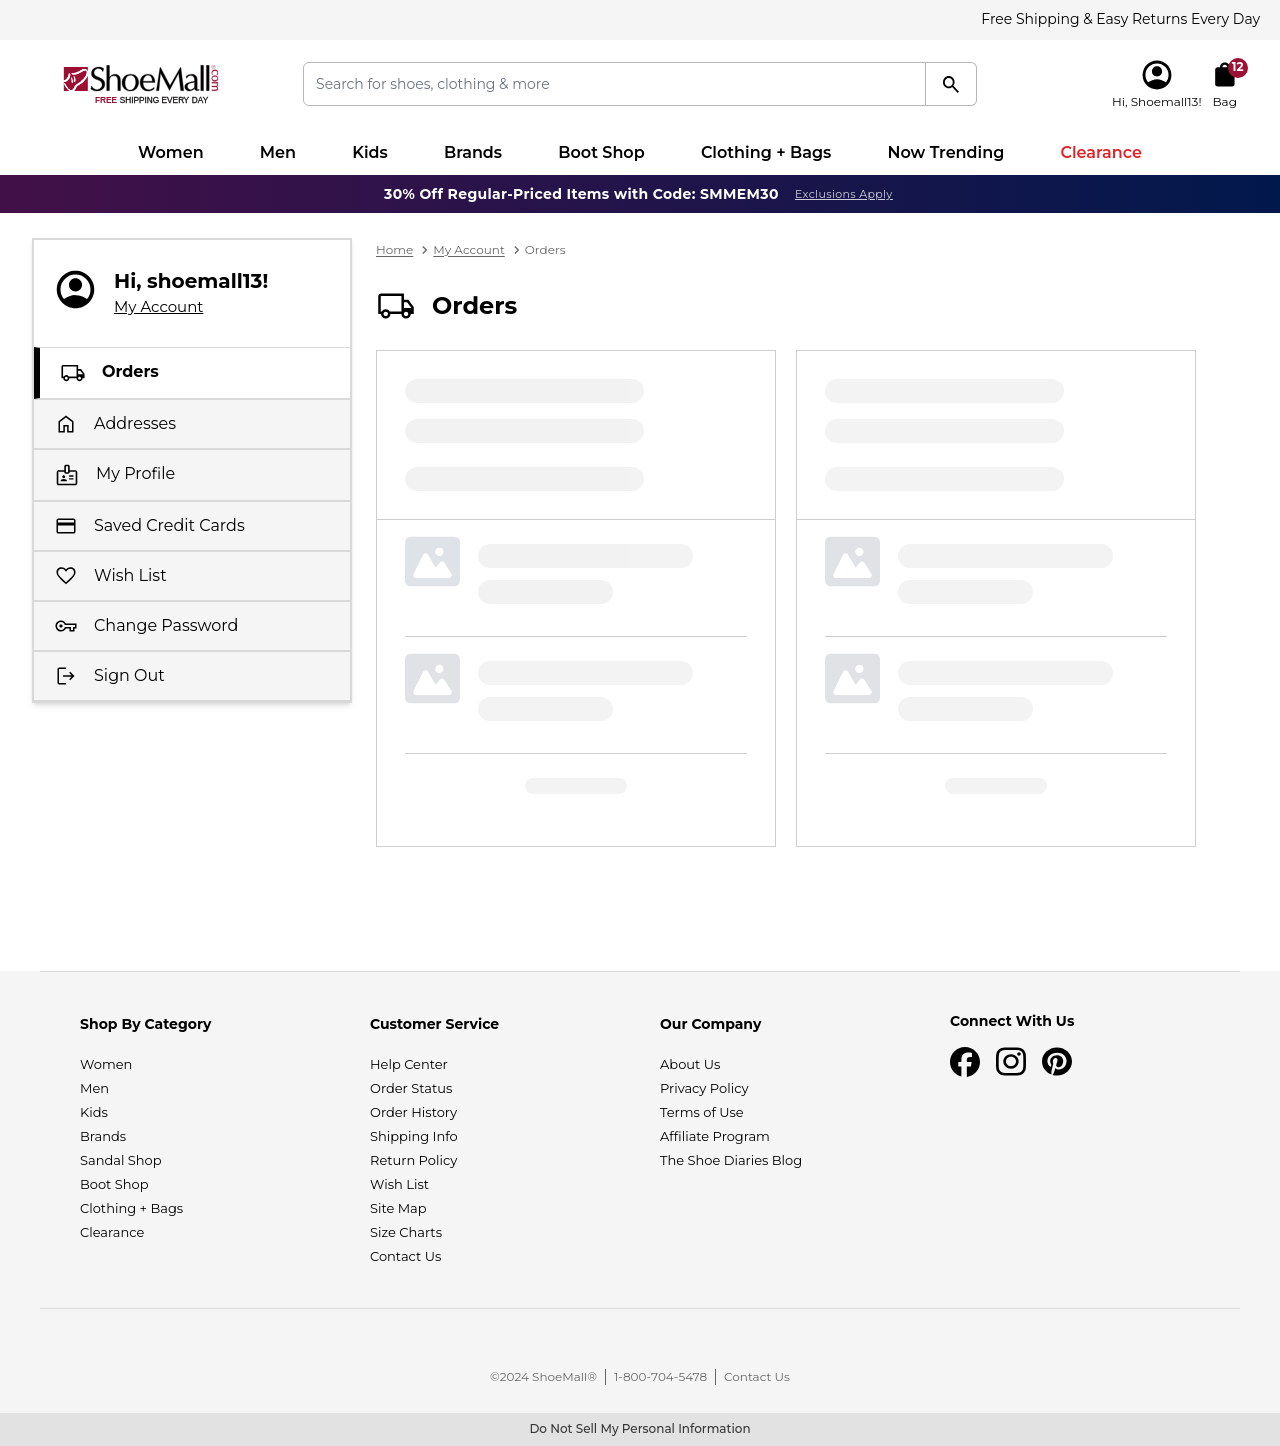 Free Shipping & Easy Returns Every Day
ShoeMall®.com
FREE SHIPPING EVERY DAY
Search for shoes, clothing & more
12
Hi, Shoemall13!
Bag
Women
Men
Kids
Brands
Boot Shop
Clothing + Bags
Now Trending
Clearance
30% Off Regular-Priced Items with Code: SMMEM30
Exclusions Apply
Hi, shoemall13!
My Account
Orders
Addresses
My Profile
Saved Credit Cards
Wish List
Change Password
Sign Out
Home
My Account
Orders
Orders
Shop By Category
Women
Men
Kids
Brands
Sandal Shop
Boot Shop
Clothing + Bags
Clearance
Customer Service
Help Center
Order Status
Order History
Shipping Info
Return Policy
Wish List
Site Map
Size Charts
Contact Us
Our Company
About Us
Privacy Policy
Terms of Use
Affiliate Program
The Shoe Diaries Blog
Connect With Us
©2024 ShoeMall®
1-800-704-5478
Contact Us
Do Not Sell My Personal Information